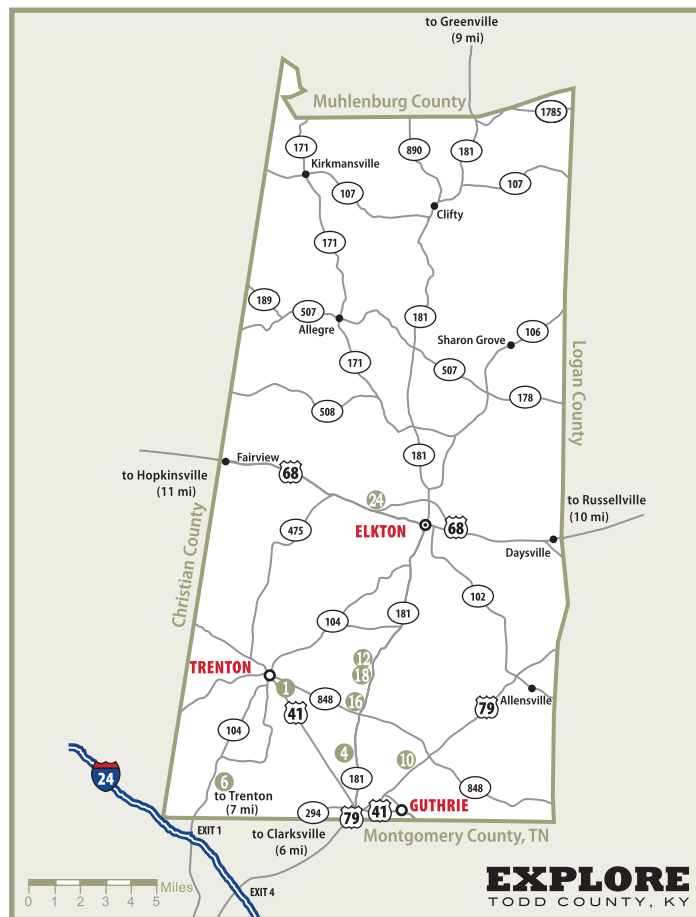 to Greenville
(9 mi)
Muhlenburg County
1785
171
890
181
Kirkmansville
107
107
Clifty
171
189
507
Allegre
181
Sharon Grove
106
171
507
Logan County
178
508
181
Fairview
68
to Hopkinsville
(11 mi)
24
to Russellville
(10 mi)
ELKTON
68
475
Daysville
Christian County
102
104
181
12
TRENTON
18
1
848
16
Allensville
79
41
104
4
10
24
6
181
848
to Trenton
(7 mi)
294
79
41
GUTHRIE
EXIT 1
to Clarksville
(6 mi)
Montgomery County, TN
EXIT 4
Miles
0 1 2 3 4 5
EXPLORE
TODD COUNTY, KY